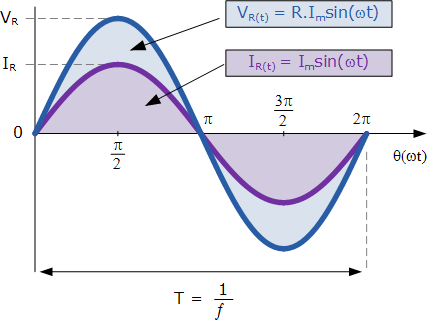 V_R
V_R(t) = R.I_m sin(ωt)
I_R
I_R(t) = I_m sin(ωt)
0
π/2
π
3π/2
2π
θ(ωt)
T = 1/f